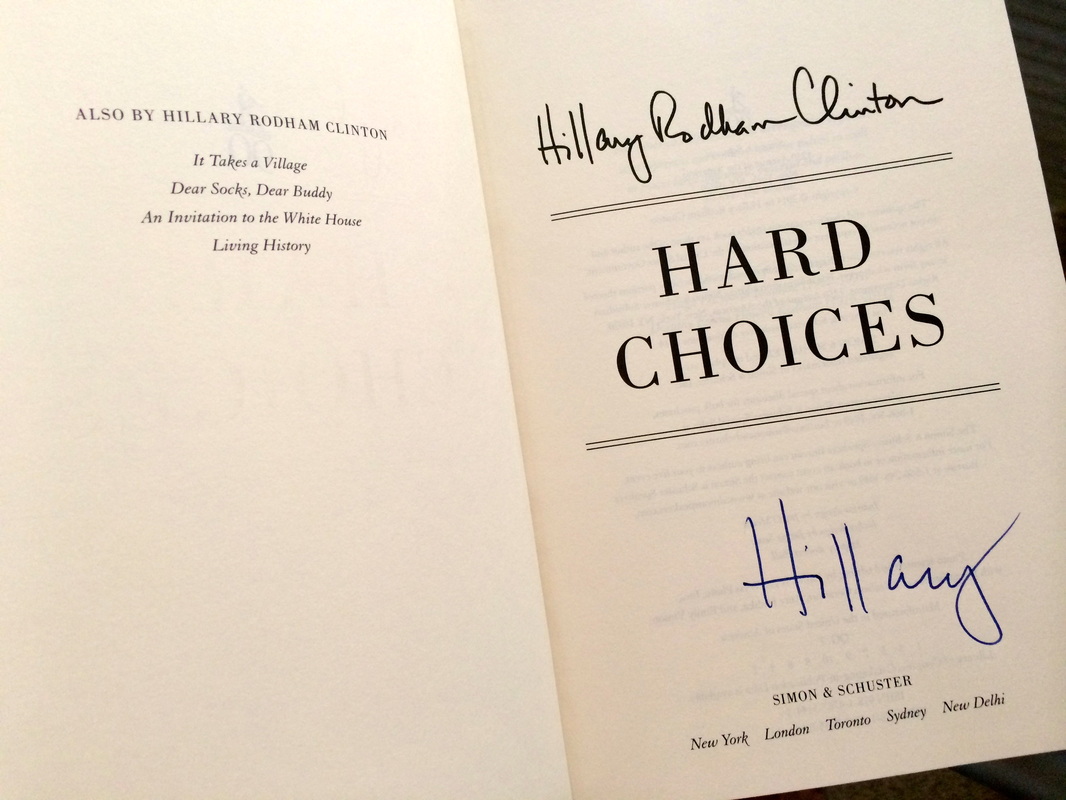 ALSO BY HILLARY RODHAM CLINTON
It Takes a Village
Dear Socks, Dear Buddy
An Invitation to the White House
Living History
Hillary Rodham Clinton
HARD
CHOICES
Hillary
SIMON & SCHUSTER
New York London Toronto Sydney New Delhi